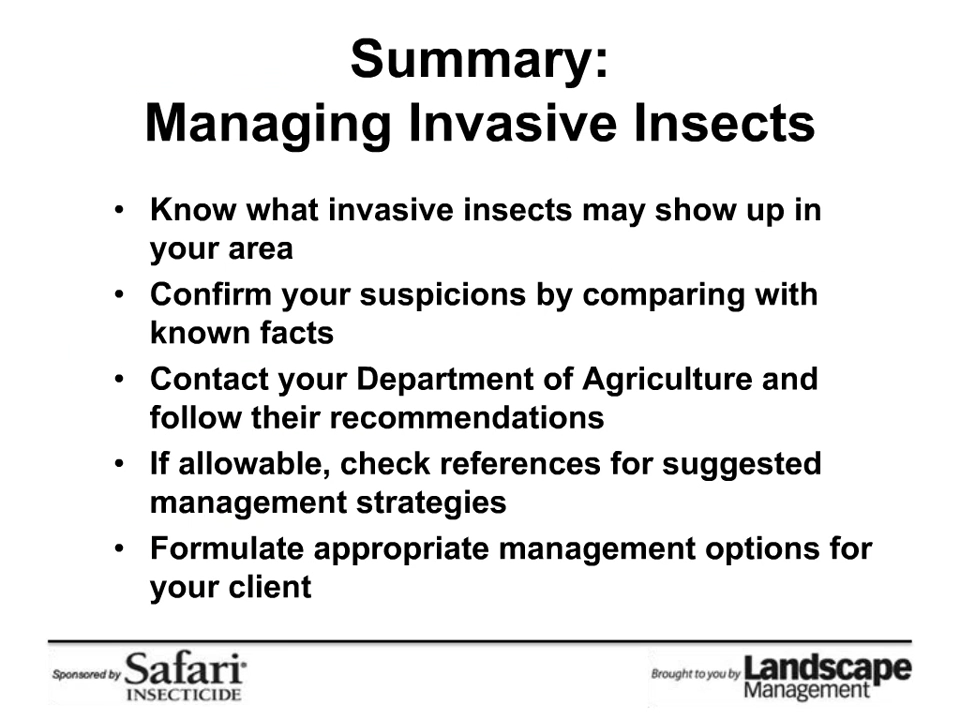 Summary:
Managing Invasive Insects
• Know what invasive insects may show up in
your area
• Confirm your suspicions by comparing with
known facts
• Contact your Department of Agriculture and
follow their recommendations
• If allowable, check references for suggested
management strategies
• Formulate appropriate management options for
your client
Sponsored by Safari®
INSECTICIDE
Brought to you by Landscape
Management